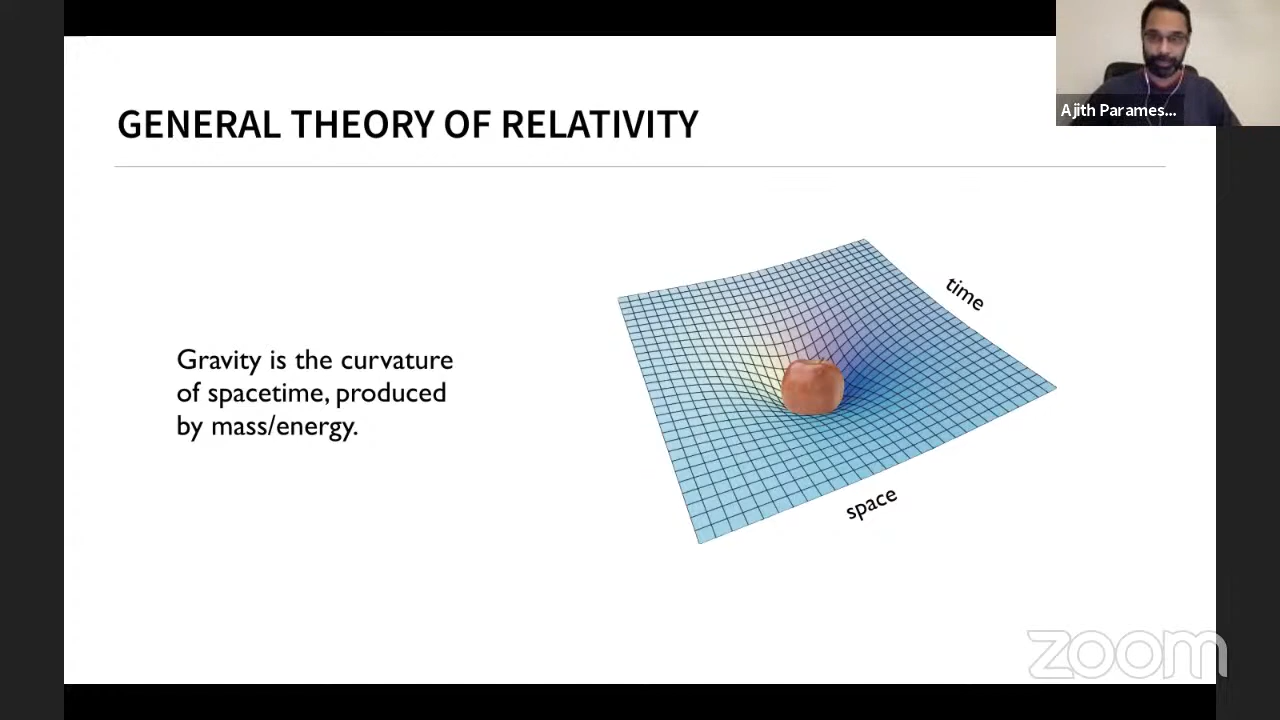 GENERAL THEORY OF RELATIVITY
Ajith Parames...
time
Gravity is the curvature
of spacetime, produced
by mass/energy.
space
zoom